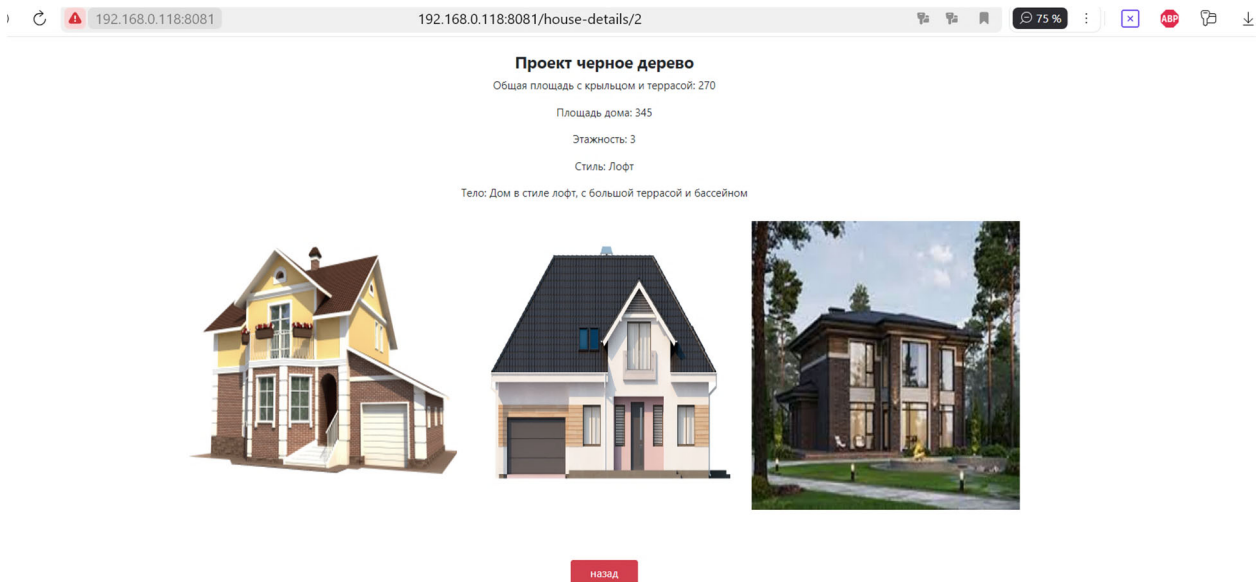 192.168.0.118:8081
192.168.0.118:8081/house-details/2
75 %
ABP
Проект черное дерево
Общая площадь с крыльцом и террасой: 270
Площадь дома: 345
Этажность: 3
Стиль: Лофт
Тело: Дом в стиле лофт, с большой террасой и бассейном
назад